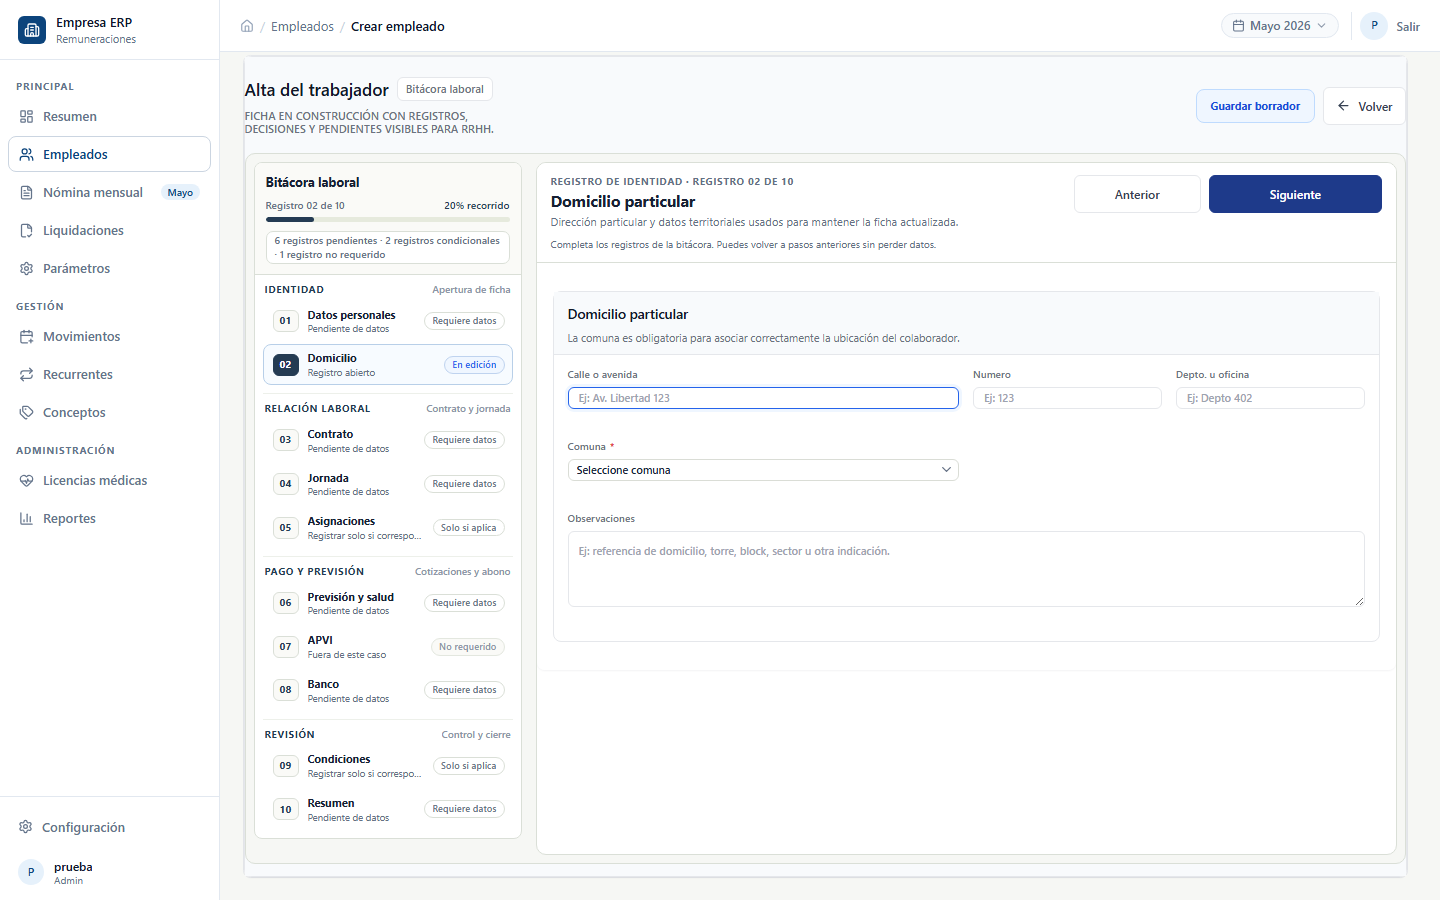 Empresa ERP
Remuneraciones
PRINCIPAL
Resumen
Empleados
Nómina mensual Mayo
Liquidaciones
Parámetros
GESTIÓN
Movimientos
Recurrentes
Conceptos
ADMINISTRACIÓN
Licencias médicas
Reportes
Configuración
P prueba
Admin
/ Empleados / Crear empleado
Mayo 2026
P Salir
Alta del trabajador Bitácora laboral
FICHA EN CONSTRUCCIÓN CON REGISTROS,
DECISIONES Y PENDIENTES VISIBLES PARA RRHH.
Guardar borrador
Volver
Bitácora laboral
Registro 02 de 10 20% recorrido
6 registros pendientes · 2 registros condicionales
· 1 registro no requerido
IDENTIDAD Apertura de ficha
01 Datos personales Requiere datos
Pendiente de datos
02 Domicilio En edición
Registro abierto
RELACIÓN LABORAL Contrato y jornada
03 Contrato Requiere datos
Pendiente de datos
04 Jornada Requiere datos
Pendiente de datos
05 Asignaciones Solo si aplica
Registrar solo si correspo...
PAGO Y PREVISIÓN Cotizaciones y abono
06 Previsión y salud Requiere datos
Pendiente de datos
07 APVI No requerido
Fuera de este caso
08 Banco Requiere datos
Pendiente de datos
REVISIÓN Control y cierre
09 Condiciones Solo si aplica
Registrar solo si correspo...
10 Resumen Requiere datos
Pendiente de datos
REGISTRO DE IDENTIDAD · REGISTRO 02 DE 10
Domicilio particular
Dirección particular y datos territoriales usados para mantener la ficha actualizada.
Completa los registros de la bitácora. Puedes volver a pasos anteriores sin perder datos.
Anterior
Siguiente
Domicilio particular
La comuna es obligatoria para asociar correctamente la ubicación del colaborador.
Calle o avenida Numero Depto. u oficina
Ej: Av. Libertad 123 Ej: 123 Ej: Depto 402
Comuna *
Seleccione comuna
Observaciones
Ej: referencia de domicilio, torre, block, sector u otra indicación.